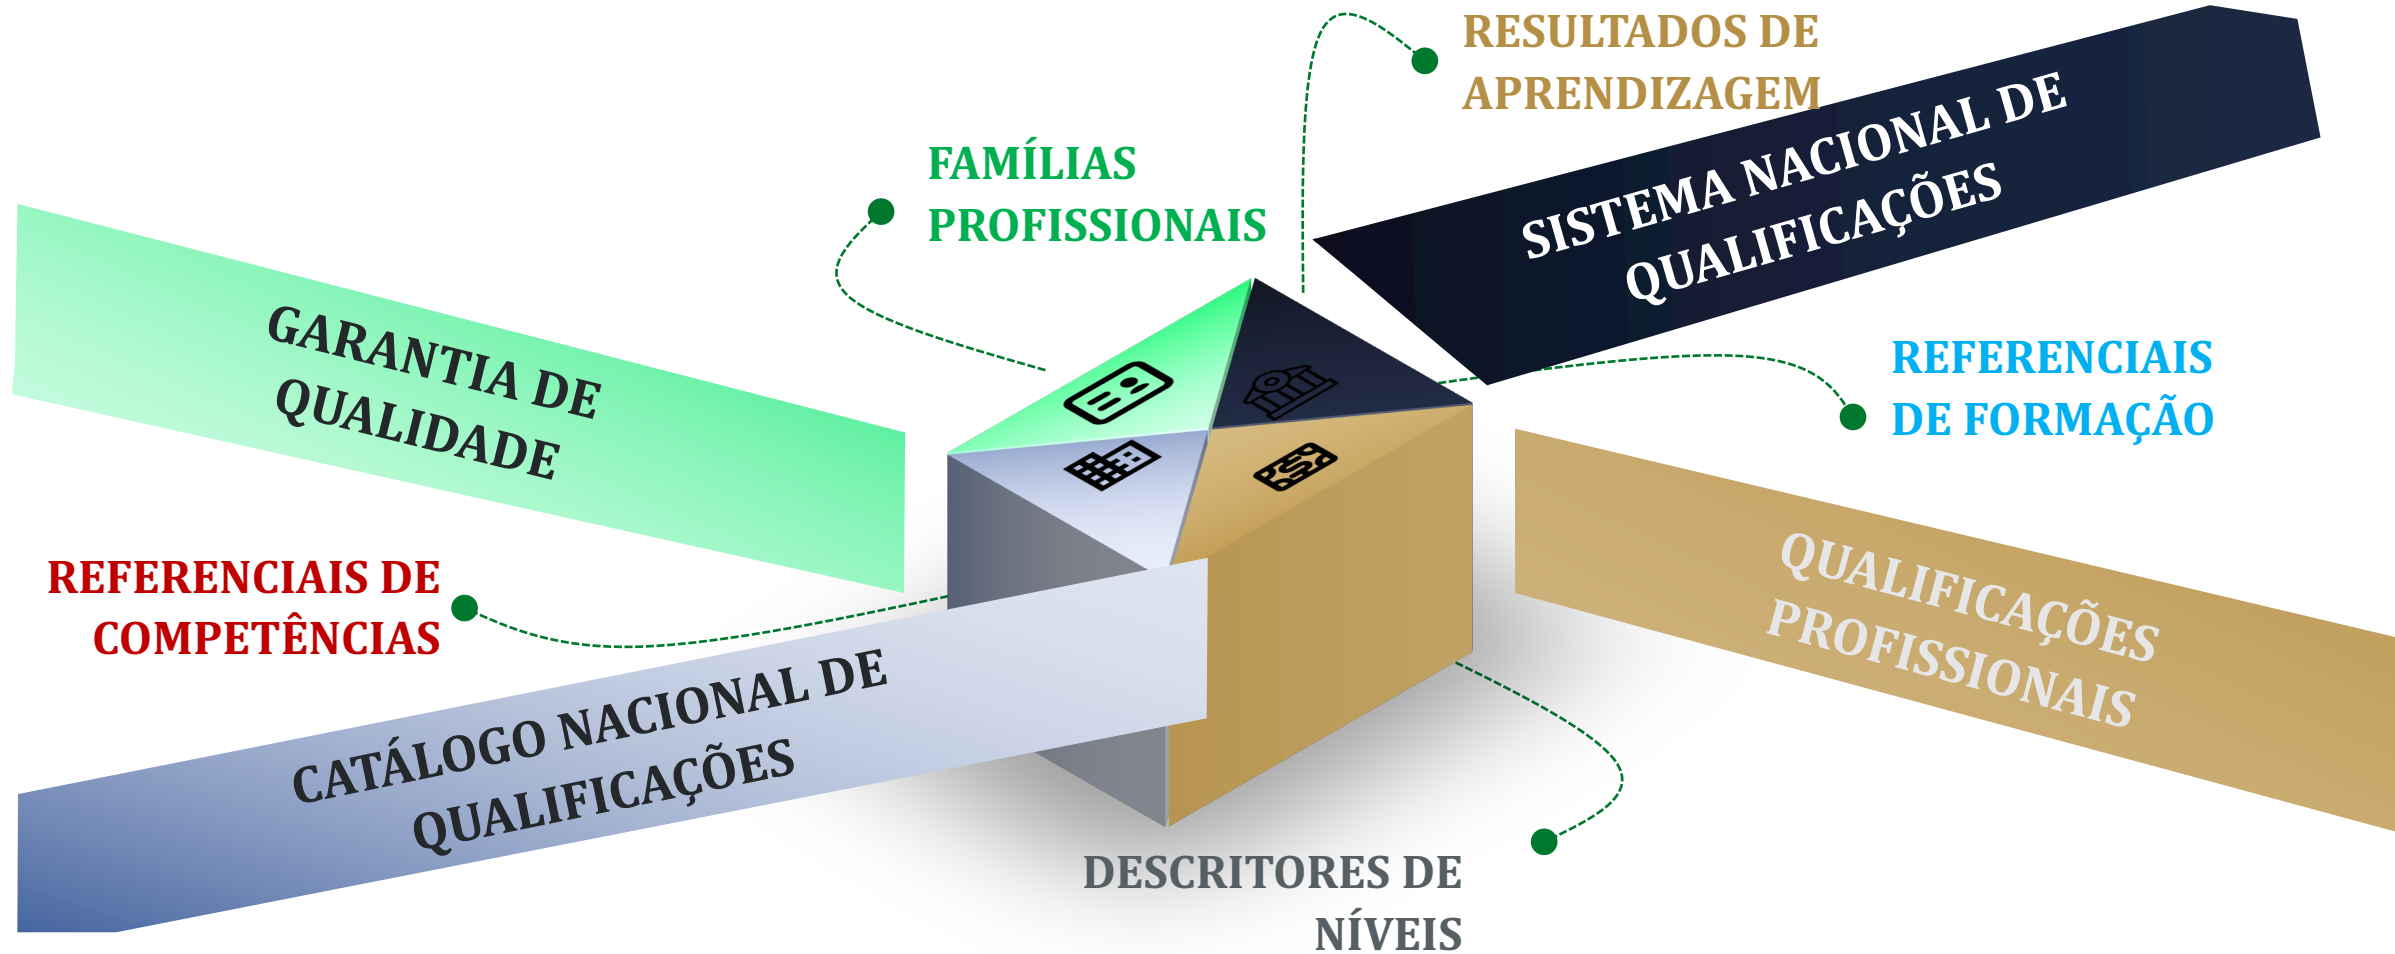 RESULTADOS DE
APRENDIZAGEM
SISTEMA NACIONAL DE
QUALIFICAÇÕES
FAMÍLIAS
PROFISSIONAIS
GARANTIA DE
QUALIDADE
REFERENCIAIS
DE FORMAÇÃO
QUALIFICAÇÕES
PROFISSIONAIS
REFERENCIAIS DE
COMPETÊNCIAS
CATÁLOGO NACIONAL DE
QUALIFICAÇÕES
DESCRITORES DE
NÍVEIS